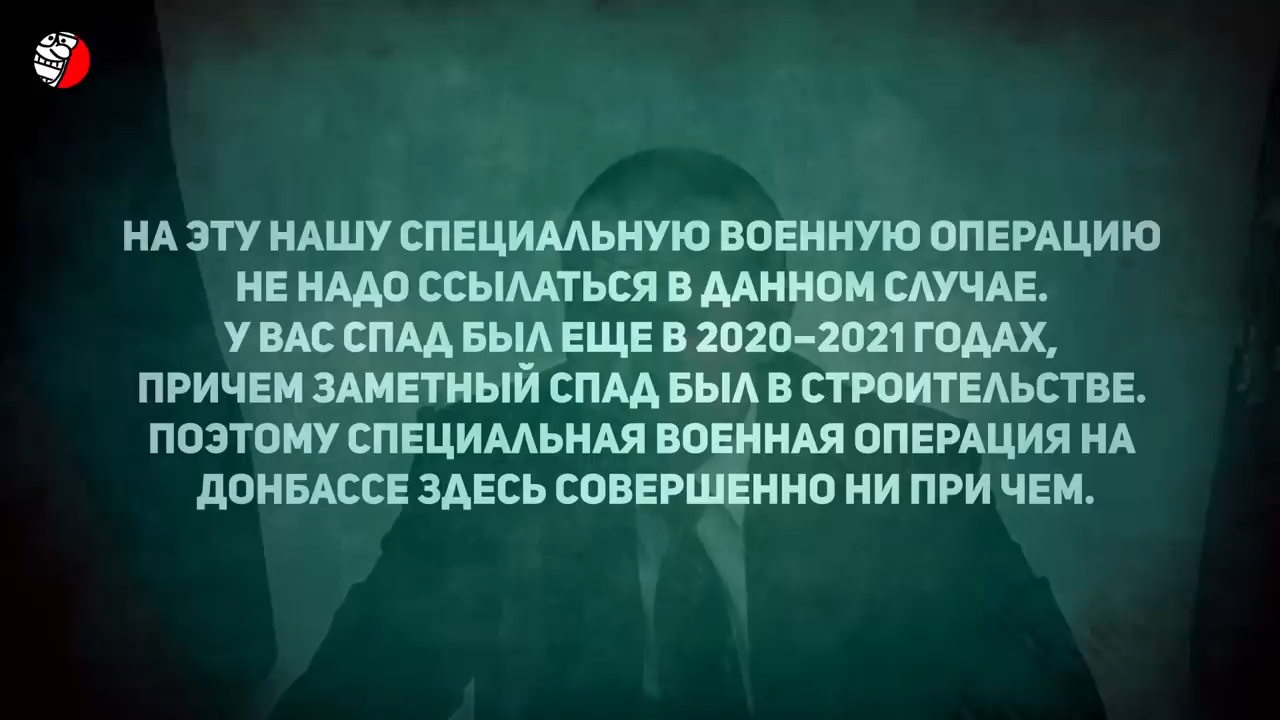 НА ЭТУ НАШУ СПЕЦИАЛЬНУЮ ВОЕННУЮ ОПЕРАЦИЮ
НЕ НАДО ССЫЛАТЬСЯ В ДАННОМ СЛУЧАЕ.
У ВАС СПАД БЫЛ ЕЩЕ В 2020–2021 ГОДАХ,
ПРИЧЕМ ЗАМЕТНЫЙ СПАД БЫЛ В СТРОИТЕЛЬСТВЕ.
ПОЭТОМУ СПЕЦИАЛЬНАЯ ВОЕННАЯ ОПЕРАЦИЯ НА
ДОНБАССЕ ЗДЕСЬ СОВЕРШЕННО НИ ПРИ ЧЕМ.